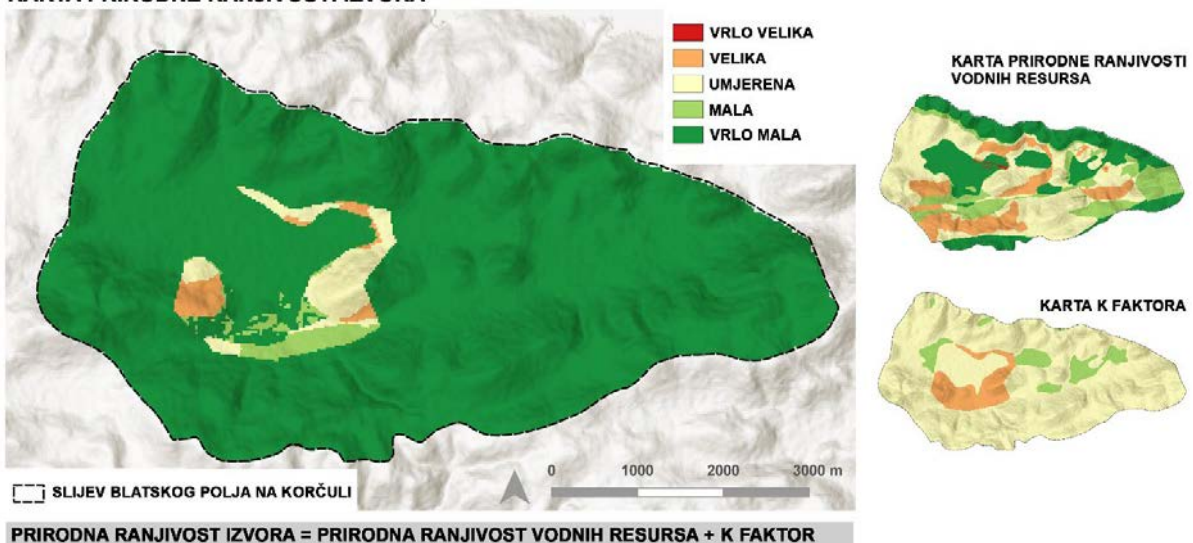 VRLO VELIKA
VELIKA
UMJERENA
MALA
VRLO MALA
KARTA PRIRODNE RANJIVOSTI
VODNIH RESURSA
KARTA K FAKTORA
0 1000 2000 3000 m
SLIJEV BLATSKOG POLJA NA KORČULI
PRIRODNA RANJIVOST IZVORA = PRIRODNA RANJIVOST VODNIH RESURSA + K FAKTOR